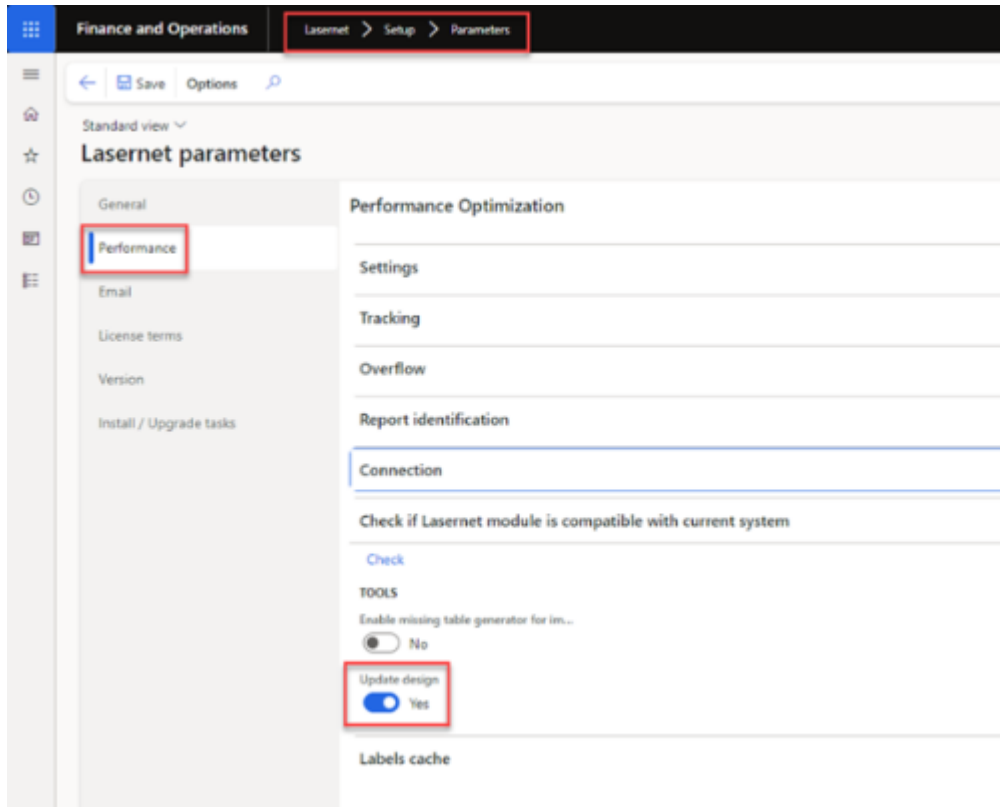 Finance and Operations
Lasernet > Setup > Parameters
Save Options
Standard view
Lasernet parameters
General
Performance
Email
License terms
Version
Install / Upgrade tasks
Performance Optimization
Settings
Tracking
Overflow
Report identification
Connection
Check if Lasernet module is compatible with current system
Check
TOOLS
Enable missing table generator for im...
No
Update design
Yes
Labels cache